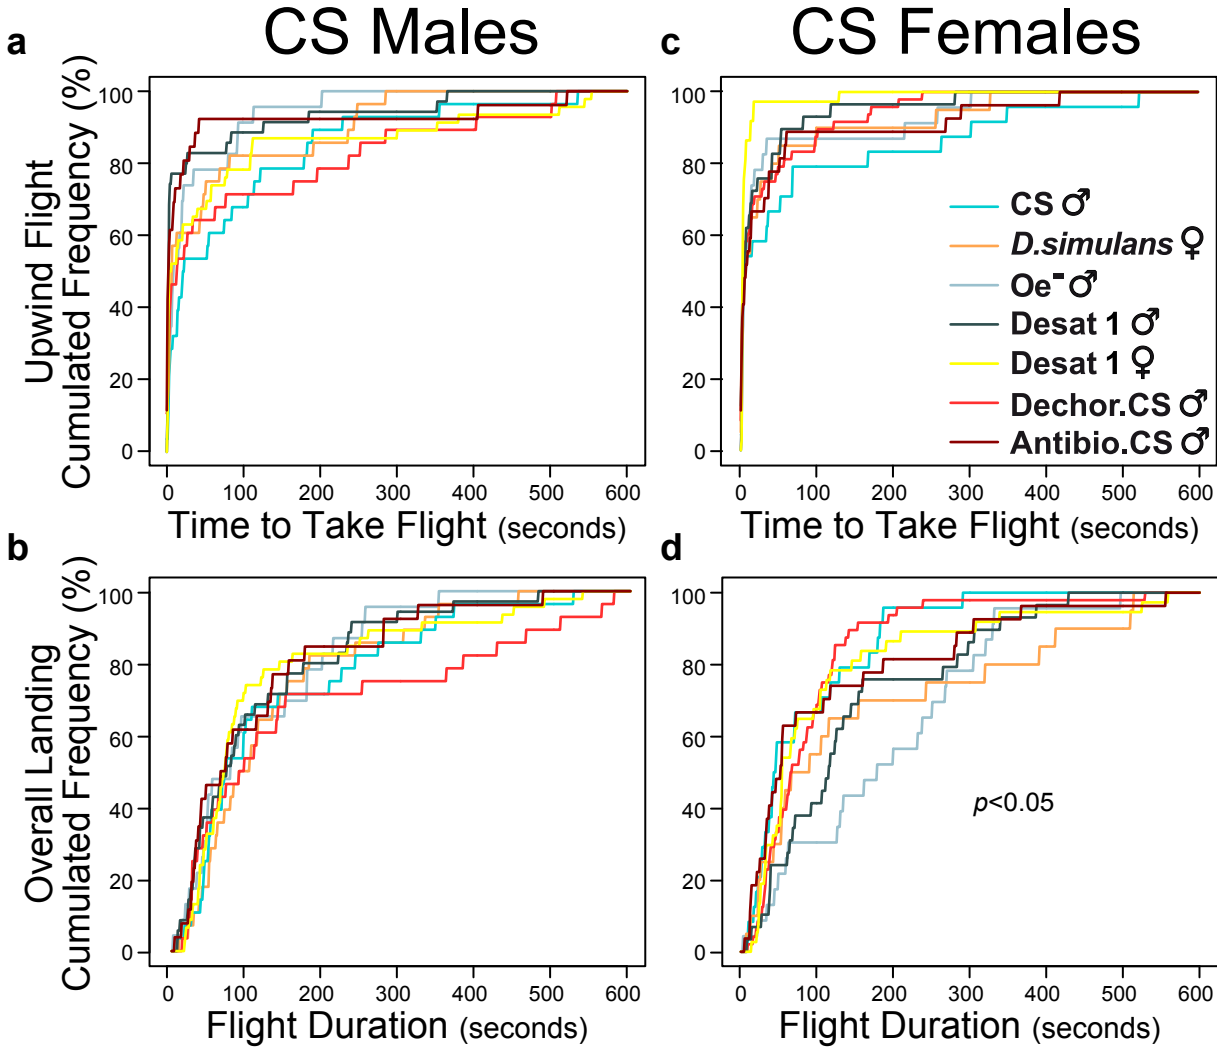 CS Males
CS Females
a
Upwind Flight
Cumulated Frequency (%)
100
80
60
40
20
0
0 100 200 300 400 500 600
Time to Take Flight (seconds)
c
100
80
60
40
20
0
CS ♂
D.simulans ♀
Oe⁻ ♂
Desat 1 ♂
Desat 1 ♀
Dechor.CS ♂
Antibio.CS ♂
0 100 200 300 400 500 600
Time to Take Flight (seconds)
b
Overall Landing
Cumulated Frequency (%)
100
80
60
40
20
0
0 100 200 300 400 500 600
Flight Duration (seconds)
d
100
80
60
40
20
0
p<0.05
0 100 200 300 400 500 600
Flight Duration (seconds)